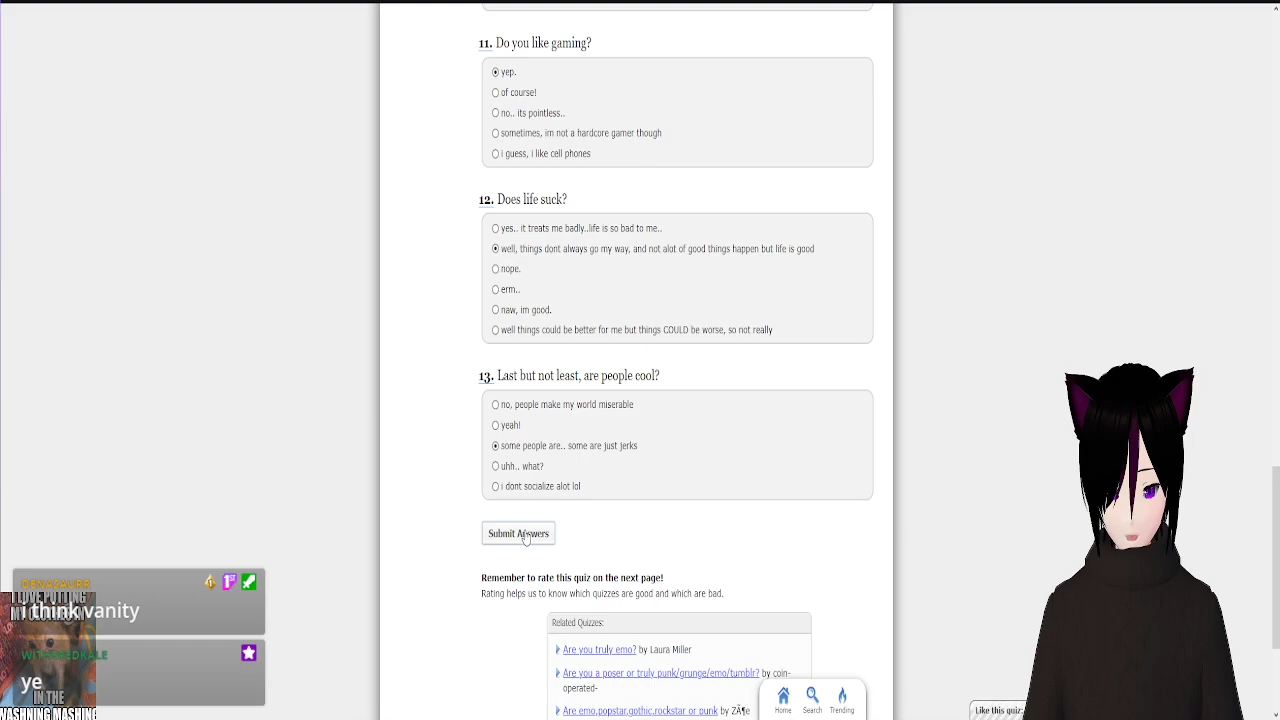 11. Do you like gaming?
yep.
of course!
no.. its pointless..
sometimes, im not a hardcore gamer though
i guess, i like cell phones
12. Does life suck?
yes.. it treats me badly..life is so bad to me..
well, things dont always go my way, and not alot of good things happen but life is good
nope.
erm..
naw, im good.
well things could be better for me but things COULD be worse, so not really
13. Last but not least, are people cool?
no, people make my world miserable
yeah!
some people are.. some are just jerks
uhh.. what?
i dont socialize alot lol
Submit Answers
Remember to rate this quiz on the next page!
Rating helps us to know which quizzes are good and which are bad.
Related Quizzes:
Are you truly emo? by Laura Miller
Are you a poser or truly punk/grunge/emo/tumblr? by coin-
operated-
Are emo,popstar,gothic,rockstar or punk by ZÃ¶e
Home
Search
Trending
Like this quiz:
1ST
i think vanity
ye
IN THE